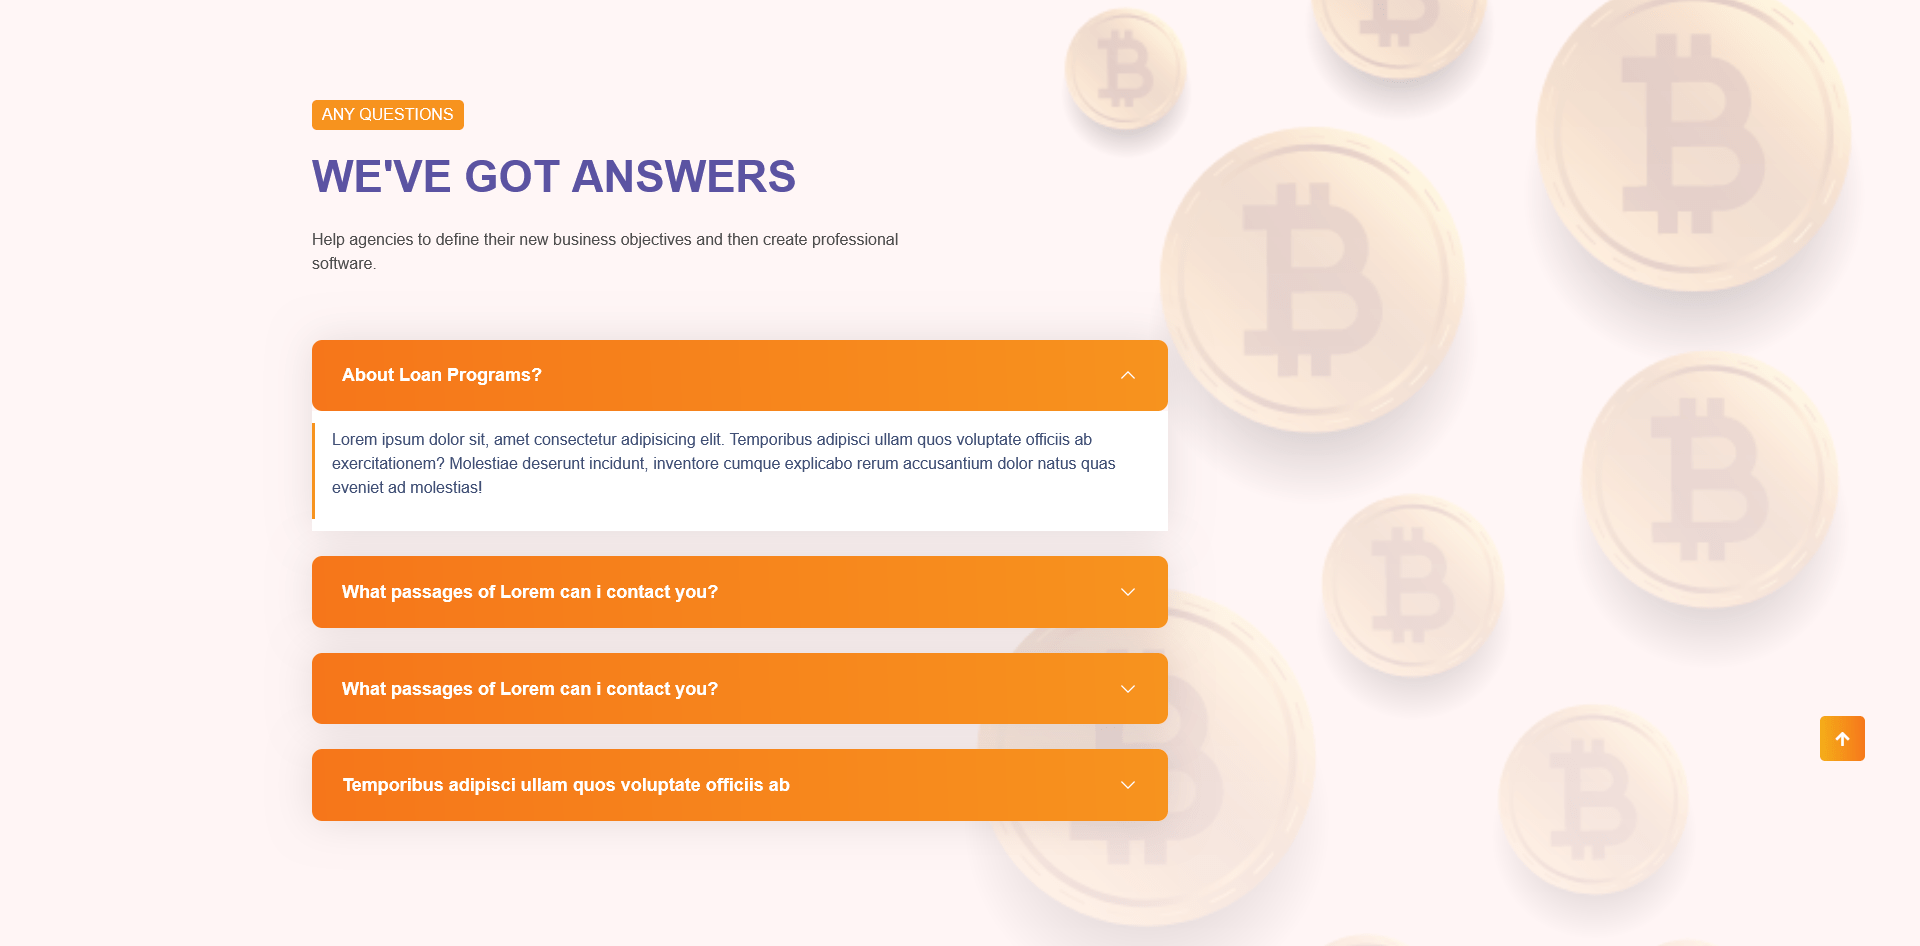 ANY QUESTIONS
WE'VE GOT ANSWERS
Help agencies to define their new business objectives and then create professional
software.
About Loan Programs?
Lorem ipsum dolor sit, amet consectetur adipisicing elit. Temporibus adipisci ullam quos voluptate officiis ab
exercitationem? Molestiae deserunt incidunt, inventore cumque explicabo rerum accusantium dolor natus quas
eveniet ad molestias!
What passages of Lorem can i contact you?
What passages of Lorem can i contact you?
Temporibus adipisci ullam quos voluptate officiis ab